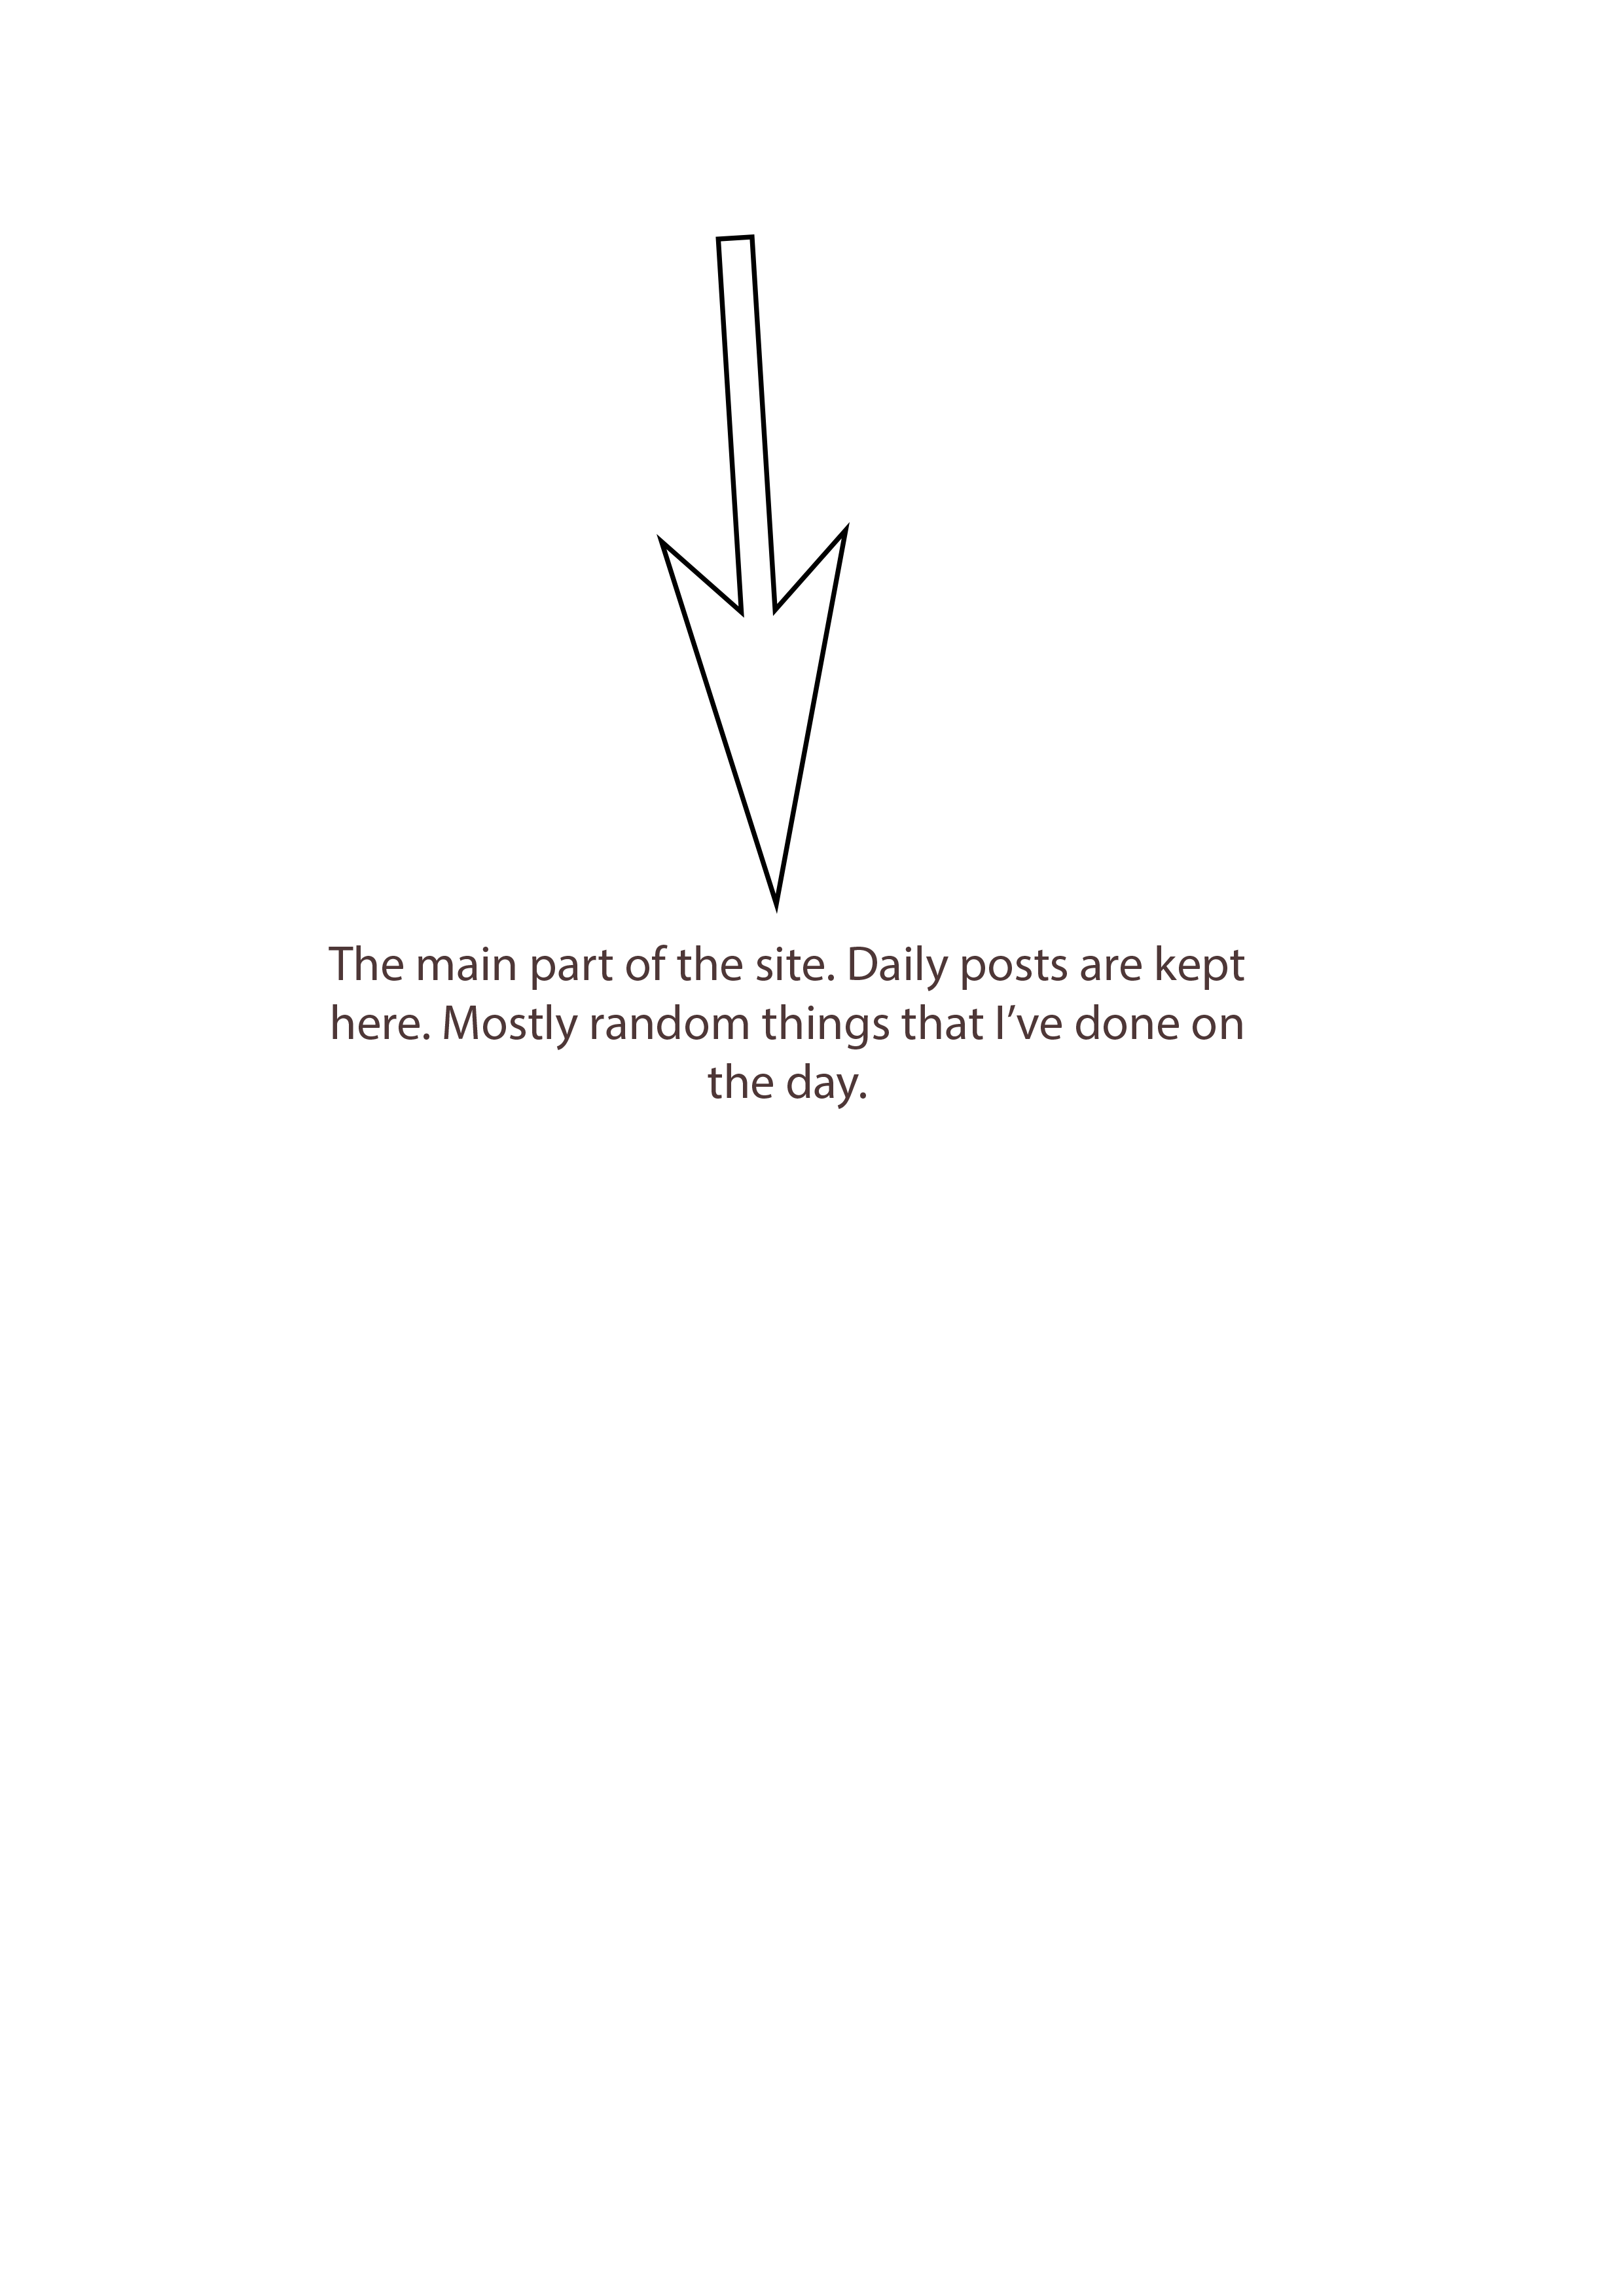 The main part of the site. Daily posts are kept
here. Mostly random things that I’ve done on
the day.